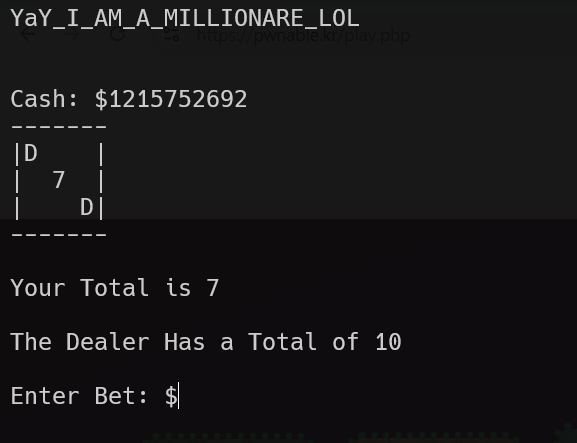 YaY_I_AM_A_MILLIONARE_LOL
https://pwnable.kr/play.php
Cash: $1215752692
-------
|D    |
|  7  |
|    D|
-------
Your Total is 7
The Dealer Has a Total of 10
Enter Bet: $